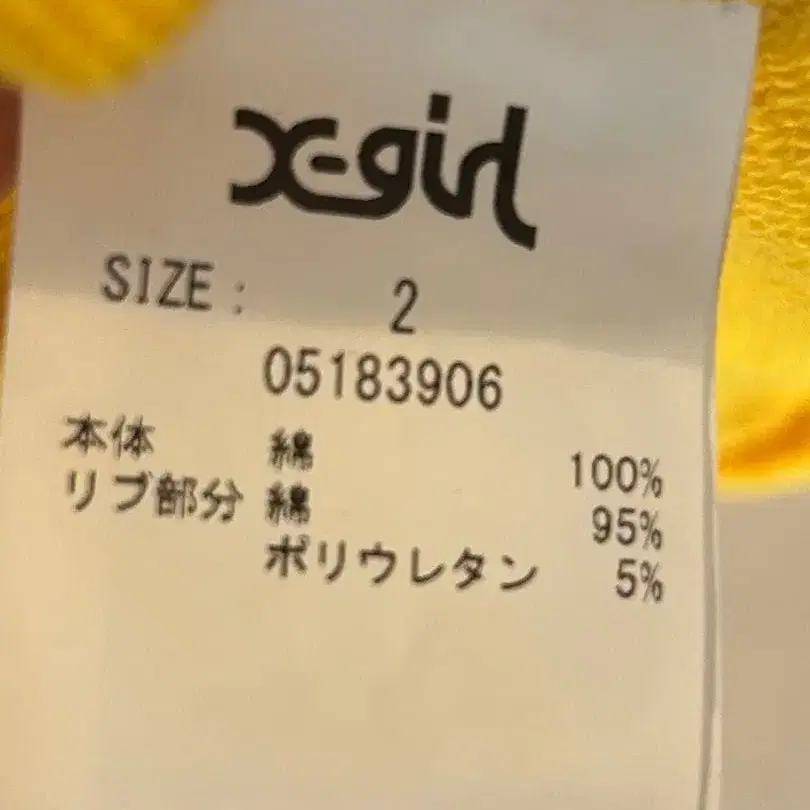 X-girl
SIZE : 2
05183906
本体 綿 100%
リブ部分 綿 95%
ポリウレタン 5%